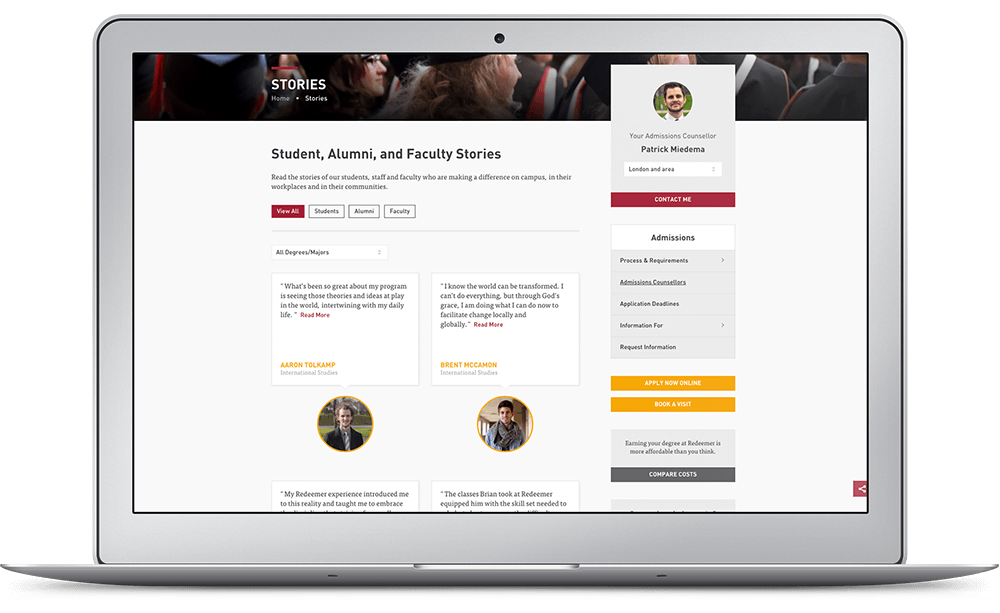 STORIES
Home • Stories
Student, Alumni, and Faculty Stories
Read the stories of our students, staff and faculty who are making a difference on campus, in their
workplaces and in their communities.
View All
Students
Alumni
Faculty
All Degrees/Majors
"What's been so great about my program
is seeing those theories and ideas at play
in the world, intertwining with my daily
life. " Read More
AARON TOLKAMP
International Studies
"I know the world can be transformed. I
can't do everything, but through God's
grace, I am doing what I can do now to
facilitate change locally and
globally." Read More
BRENT MCCAMON
International Studies
"My Redeemer experience introduced me
to this reality and taught me to embrace
"The classes Brian took at Redeemer
equipped him with the skill set needed to
Your Admissions Counsellor
Patrick Miedema
London and area
CONTACT ME
Admissions
Process & Requirements
Admissions Counsellors
Application Deadlines
Information For
Request Information
APPLY NOW ONLINE
BOOK A VISIT
Earning your degree at Redeemer is
more affordable than you think.
COMPARE COSTS